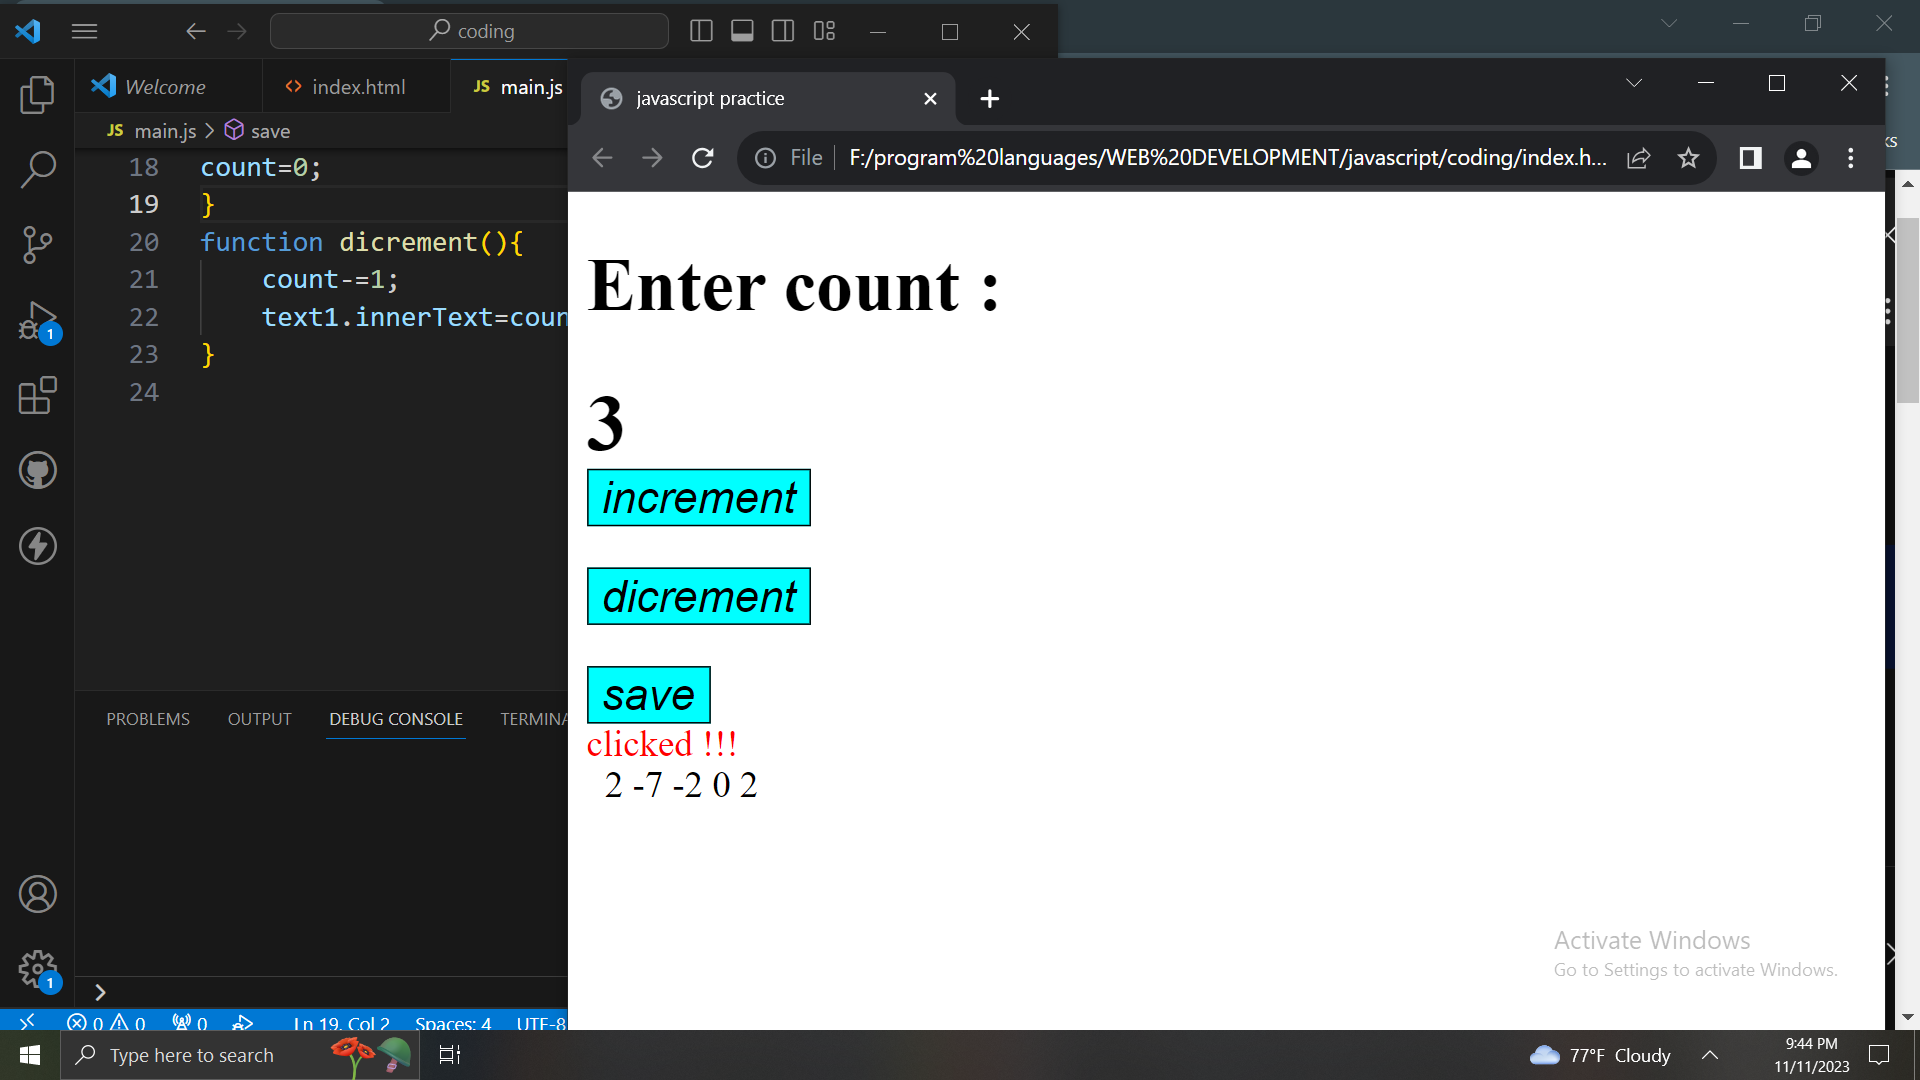 coding
Welcome
index.html
JS main.js
JS main.js > save
18 count=0;
19 }
20 function dicrement(){
21 count-=1;
22 text1.innerText=coun
23 }
24
1
PROBLEMS OUTPUT DEBUG CONSOLE TERMINA
1
0 0 0 Ln 19, Col 2 Spaces: 4 UTF-8
javascript practice
File F:/program%20languages/WEB%20DEVELOPMENT/javascript/coding/index.h...
ks
Enter count :
3
increment
dicrement
save
clicked !!!
2 -7 -2 0 2
Activate Windows
Go to Settings to activate Windows.
Type here to search
77°F Cloudy
9:44 PM
11/11/2023